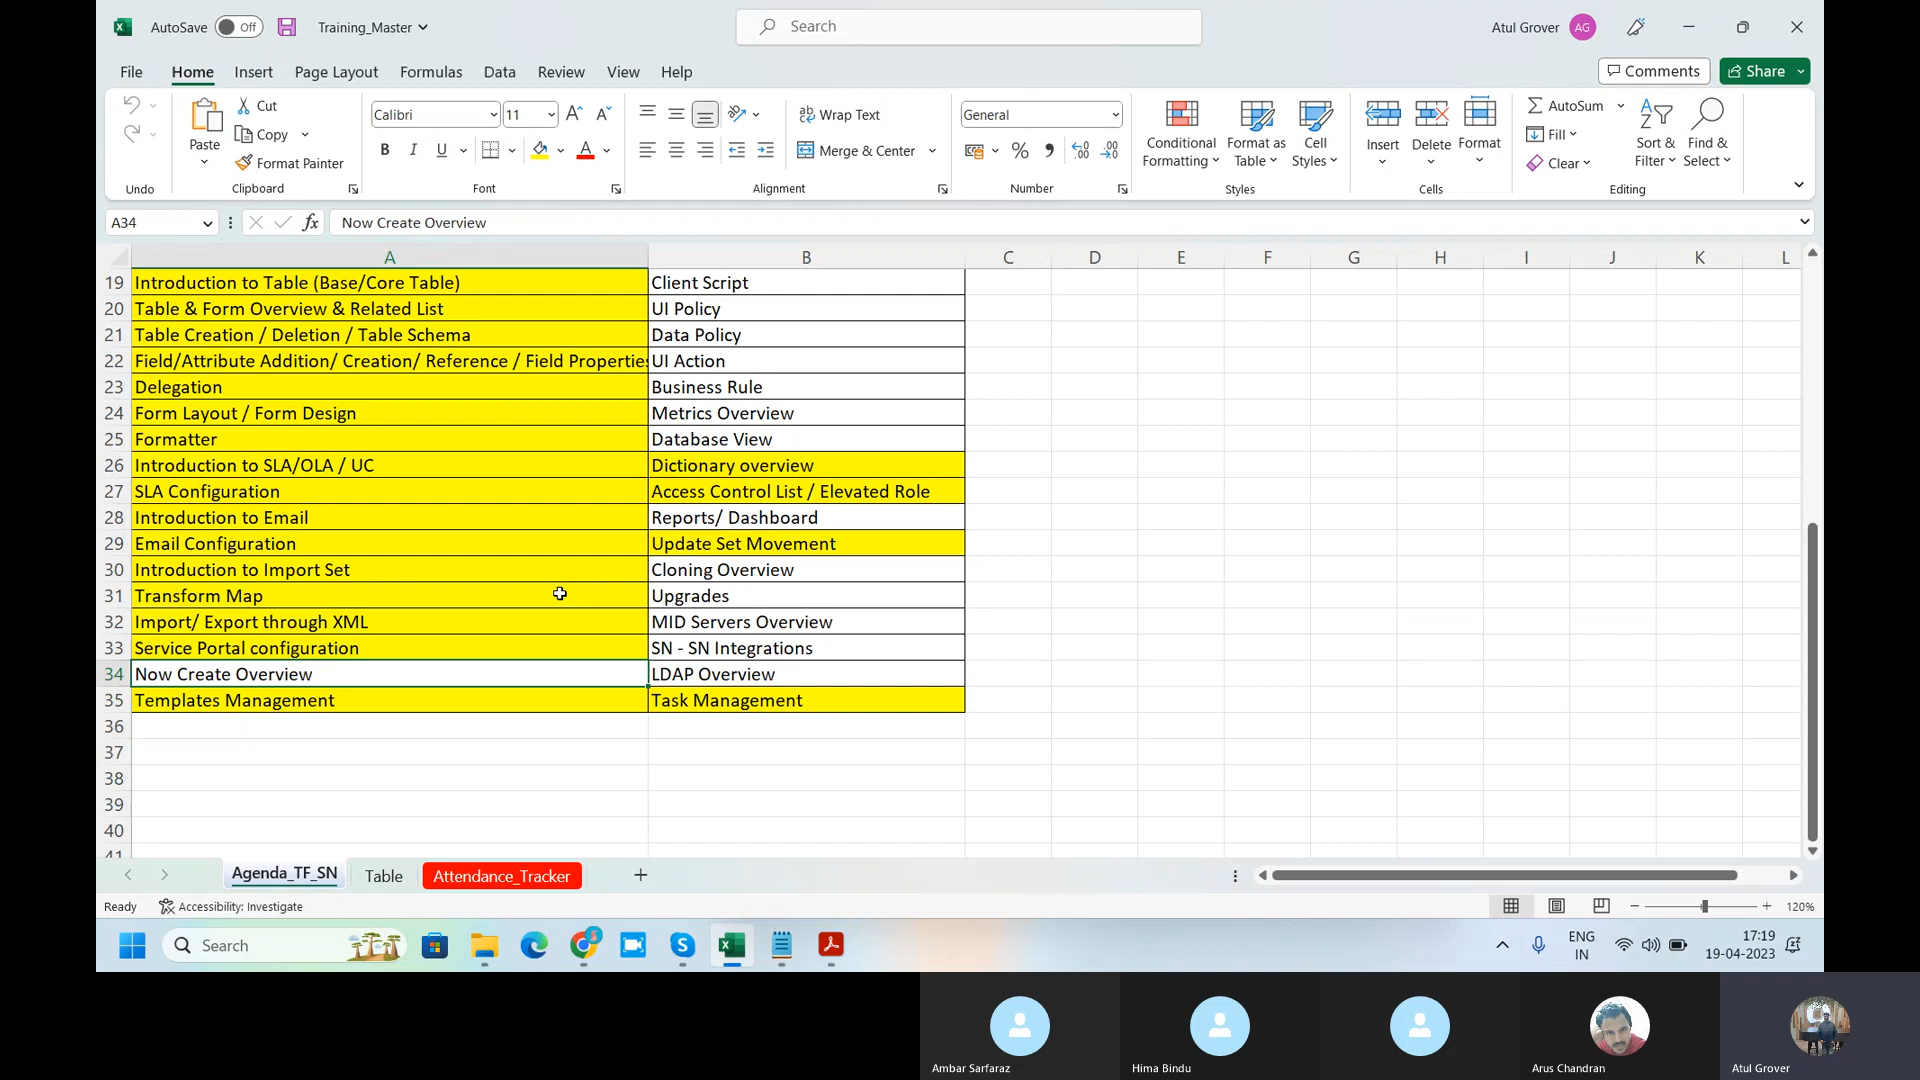 AutoSave Off Training_Master Search Atul Grover AG
File Home Insert Page Layout Formulas Data Review View Help Comments Share
Paste Cut Copy Format Painter
Calibri 11 B I U A
Wrap Text Merge & Center
General % 9
Conditional Formatting Format as Table Cell Styles
Insert Delete Format
AutoSum Fill Clear Sort & Filter Find & Select
Undo Clipboard Font Alignment Number Styles Cells Editing
A34 fx Now Create Overview
A B C D E F G H I J K L
19 Introduction to Table (Base/Core Table) Client Script
20 Table & Form Overview & Related List UI Policy
21 Table Creation / Deletion / Table Schema Data Policy
22 Field/Attribute Addition/ Creation/ Reference / Field Properties UI Action
23 Delegation Business Rule
24 Form Layout / Form Design Metrics Overview
25 Formatter Database View
26 Introduction to SLA/OLA / UC Dictionary overview
27 SLA Configuration Access Control List / Elevated Role
28 Introduction to Email Reports/ Dashboard
29 Email Configuration Update Set Movement
30 Introduction to Import Set Cloning Overview
31 Transform Map Upgrades
32 Import/ Export through XML MID Servers Overview
33 Service Portal configuration SN - SN Integrations
34 Now Create Overview LDAP Overview
35 Templates Management Task Management
36
37
38
39
40
41
Agenda_TF_SN Table Attendance_Tracker
Ready Accessibility: Investigate 120%
Search ENG IN 17:19 19-04-2023
Ambar Sarfaraz Hima Bindu Arus Chandran Atul Grover